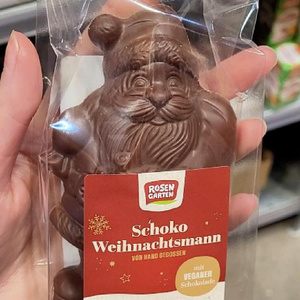 ROSEN
GARTEN
Schoko
Weihnachtsmann
VON HAND GEGOSSEN
mit
VEGANER
Schokolade